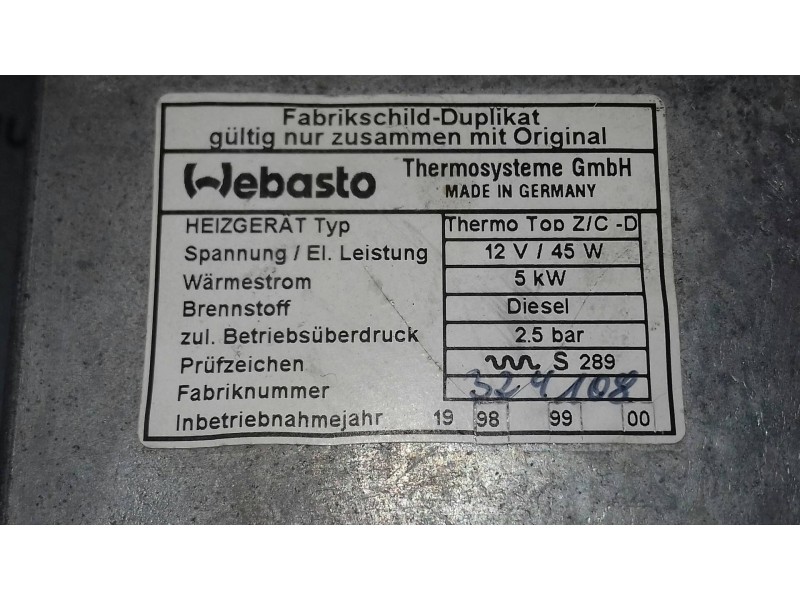 Fabrikschild-Duplikat
gültig nur zusammen mit Original
Webasto Thermosysteme GmbH
MADE IN GERMANY
HEIZGERÄT Typ Thermo Top Z/C -D
Spannung / El. Leistung 12 V / 45 W
Wärmestrom 5 kW
Brennstoff Diesel
zul. Betriebsüberdruck 2.5 bar
Prüfzeichen S 289
Fabriknummer 324108
Inbetriebnahmejahr 19 98 99 00